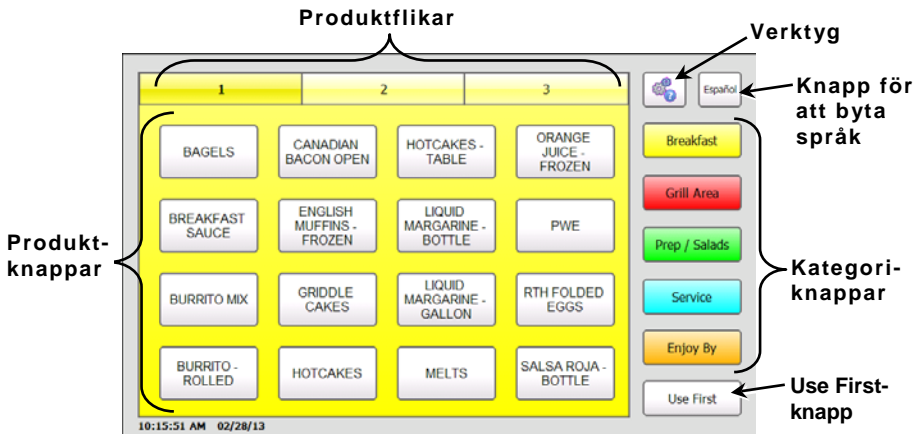 Produktflikar
Verktyg
1
2
3
Español
Knapp för
att byta
språk
BAGELS
CANADIAN
BACON OPEN
HOTCAKES -
TABLE
ORANGE
JUICE -
FROZEN
Breakfast
BREAKFAST
SAUCE
ENGLISH
MUFFINS -
FROZEN
LIQUID
MARGARINE -
BOTTLE
PWE
Grill Area
Prep / Salads
Produkt-
knappar
BURRITO MIX
GRIDDLE
CAKES
LIQUID
MARGARINE -
GALLON
RTH FOLDED
EGGS
Service
Kategori-
knappar
BURRITO -
ROLLED
HOTCAKES
MELTS
SALSA ROJA -
BOTTLE
Enjoy By
Use First
Use First-
knapp
10:15:51 AM 02/28/13